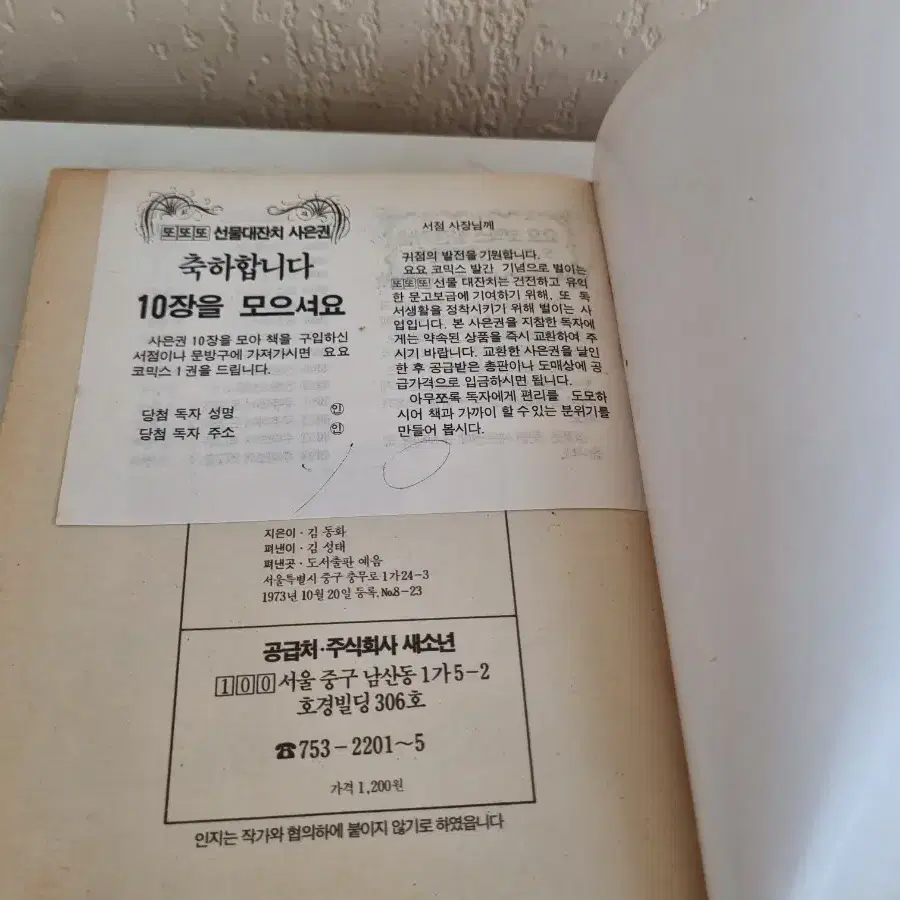 또또또 선물대잔치 사은권
축하합니다
10장을 모으셔요
사은권 10장을 모아 책을 구입하신
서점이나 문방구에 가져가시면 요요
코믹스 1권을 드립니다.
당첨 독자 성명 ㊞
당첨 독자 주소 ㊞
서점 사장님께
귀점의 발전을 기원합니다.
요요 코믹스 발간 기념으로 벌이는
또또또 선물 대잔치는 건전하고 유익
한 문고보급에 기여하기 위해, 또 독
서생활을 정착시키기 위해 벌이는 사
업입니다. 본 사은권을 지참한 독자에
게는 약속된 상품을 즉시 교환하여 주
시기 바랍니다. 교환한 사은권을 날인
한 후 공급받은 총판이나 도매상에 공
급가격으로 입금하시면 됩니다.
아무쪼록 독자에게 편리를 도모하
시어 책과 가까이 할 수 있는 분위기를
만들어 봅시다.
지은이·김 동화
펴낸이·김 성태
펴낸곳·도서출판 예음
서울특별시 중구 충무로 1가 24-3
1973년 10월 20일 등록, No.8-23
공급처·주식회사 새소년
100 서울 중구 남산동 1가 5-2
호경빌딩 306호
☎753-2201~5
가격 1,200원
인지는 작가와 협의하에 붙이지 않기로 하였읍니다